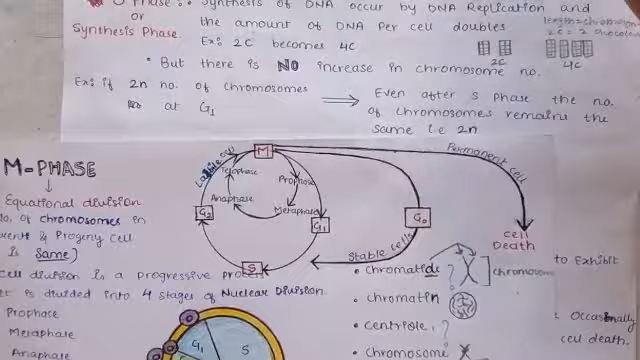 S Phase : Synthesis of DNA occur by DNA Replication and
or
Synthesis Phase.
the amount of DNA Per cell doubles
Ex: 2C becomes 4C
2C
4C
But there is NO increase in chromosome no.
Ex: if 2n no. of chromosomes
at G1
Even after S phase the no.
of chromosomes remains the
same i.e 2n
M-PHASE
Equational division
No. of chromosomes in
& Progeny cell
is same)
cell division is a progressive
It is divided into 4 stages of Nuclear Division.
Prophase
Metaphase
Anaphase
M
Telophase
Prophase
Anaphase
Metaphase
G2
G1
S
G0
Permanent cell
cell
Death
Stable cells
chromatide ?
chromosom
chromatin
centriole ?
chromosome
to Exhibit
Occasionally
cell death.
G1
S